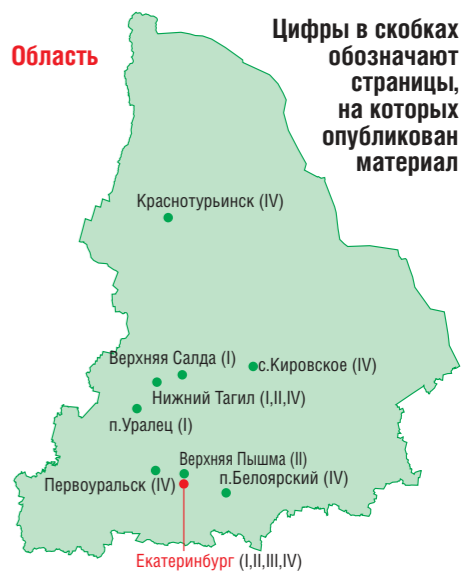 Область
Цифры в скобках
обозначают
страницы,
на которых
опубликован
материал
Краснотурьинск (IV)
Верхняя Салда (I)
с.Кировское (IV)
Нижний Тагил (I,II,IV)
п.Уралец (I)
Верхняя Пышма (II)
Первоуральск (IV)
п.Белоярский (IV)
Екатеринбург (I,II,III,IV)